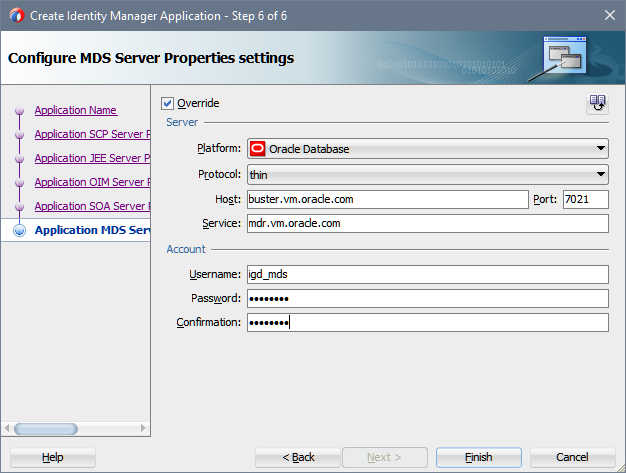 Create Identity Manager Application - Step 6 of 6
Configure MDS Server Properties settings
010101010101010101010101
01010101010
Application Name
Application SCP Server P
Application JEE Server P
Application OIM Server P
Application SOA Server P
Application MDS Serv
Override
Server
Platform: Oracle Database
Protocol: thin
Host: buster.vm.oracle.com Port: 7021
Service: mdr.vm.oracle.com
Account
Username: igd_mds
Password: ••••••••
Confirmation: ••••••••
Help < Back Next > Finish Cancel